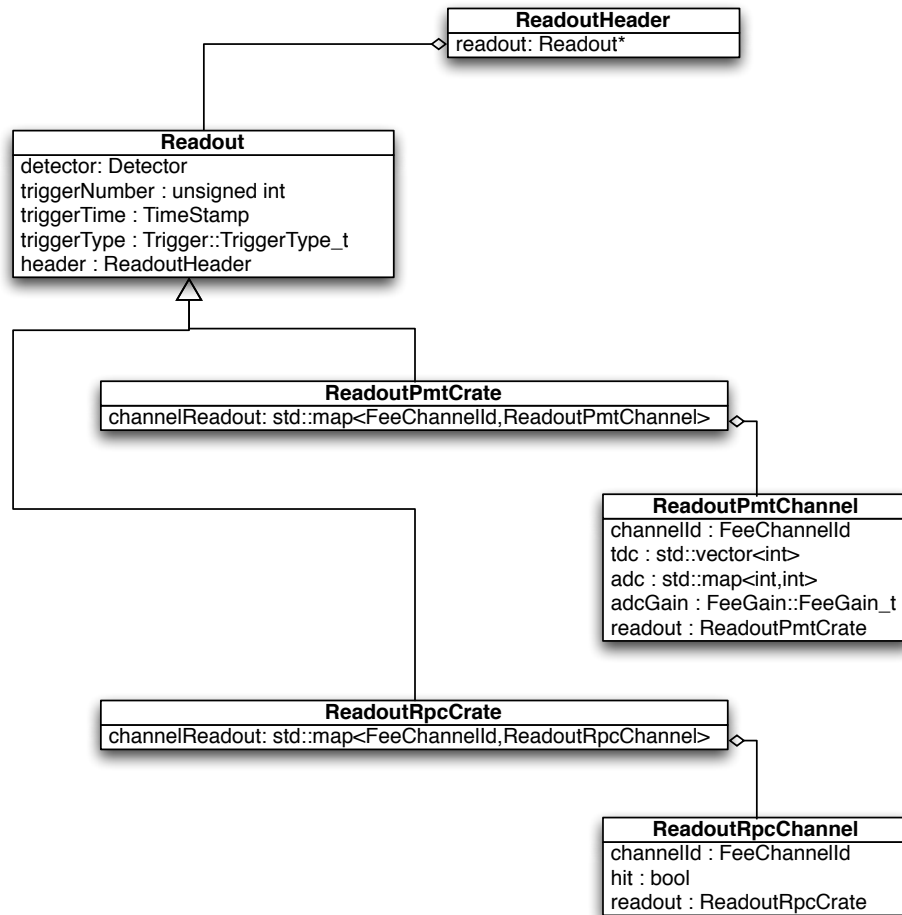 ReadoutHeader
readout: Readout*
Readout
detector: Detector
triggerNumber : unsigned int
triggerTime : TimeStamp
triggerType : Trigger::TriggerType_t
header : ReadoutHeader
ReadoutPmtCrate
channelReadout: std::map<FeeChannelId,ReadoutPmtChannel>
ReadoutPmtChannel
channelId : FeeChannelId
tdc : std::vector<int>
adc : std::map<int,int>
adcGain : FeeGain::FeeGain_t
readout : ReadoutPmtCrate
ReadoutRpcCrate
channelReadout: std::map<FeeChannelId,ReadoutRpcChannel>
ReadoutRpcChannel
channelId : FeeChannelId
hit : bool
readout : ReadoutRpcCrate